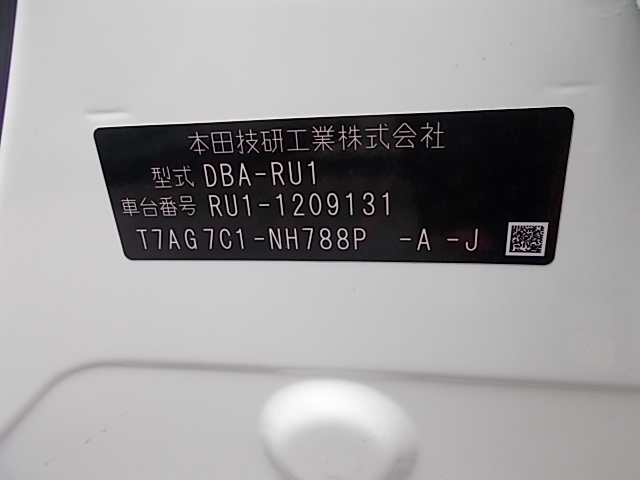 本田技研工業株式会社
型式 DBA-RU1
車台番号 RU1-1209131
T7AG7C1-NH788P -A -J